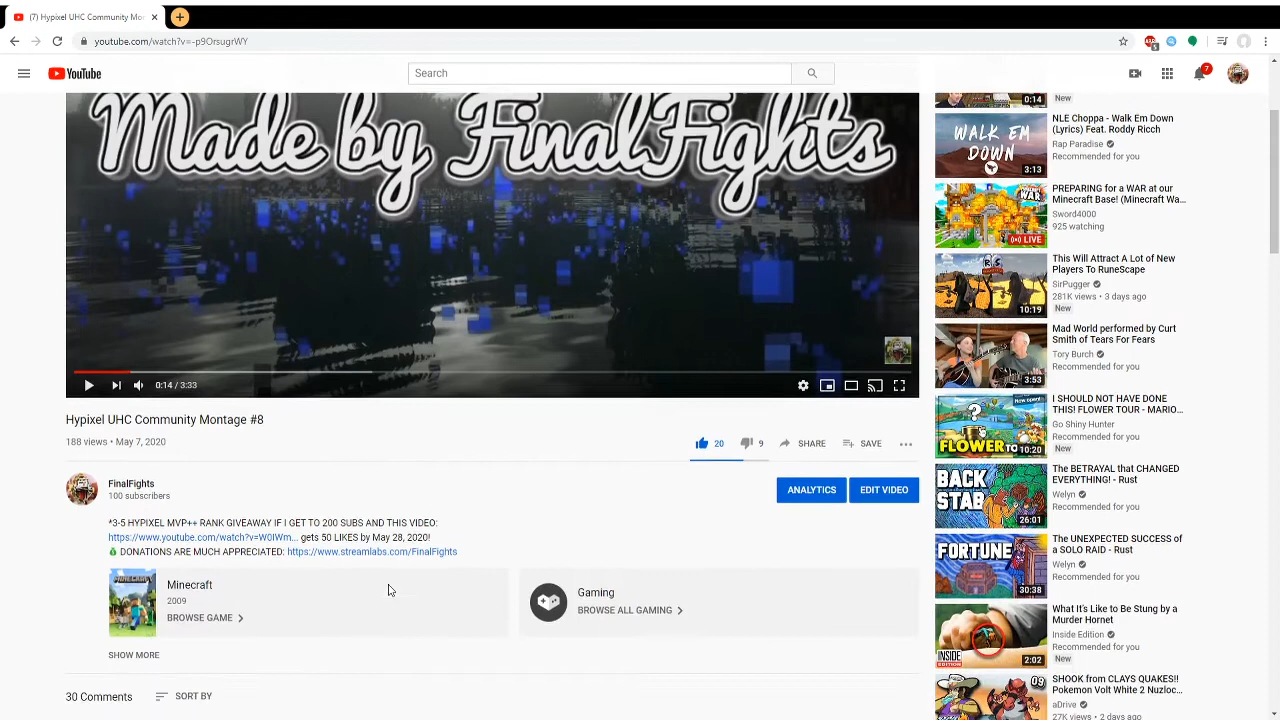 (7) Hypixel UHC Community Mon
youtube.com/watch?v=-p9OrsugrWY
YouTube
Search
7
Made by FinalFights
0:14 / 3:33
Hypixel UHC Community Montage #8
188 views • May 7, 2020
20
9
SHARE
SAVE
FinalFights
100 subscribers
ANALYTICS
EDIT VIDEO
*3-5 HYPIXEL MVP++ RANK GIVEAWAY IF I GET TO 200 SUBS AND THIS VIDEO:
https://www.youtube.com/watch?v=W0IWm... gets 50 LIKES by May 28, 2020!
DONATIONS ARE MUCH APPRECIATED: https://www.streamlabs.com/FinalFights
MINECRAFT
Minecraft
2009
BROWSE GAME
Gaming
BROWSE ALL GAMING
SHOW MORE
30 Comments
SORT BY
0:14
New
WALK EM
DOWN
3:13
NLE Choppa - Walk Em Down
(Lyrics) Feat. Roddy Ricch
Rap Paradise
Recommended for you
WAR
LIVE
PREPARING for a WAR at our
Minecraft Base! (Minecraft Wa...
Sword4000
925 watching
10:19
This Will Attract A Lot of New
Players To RuneScape
SirPugger
281K views • 3 days ago
New
3:53
Mad World performed by Curt
Smith of Tears For Fears
Tory Burch
Recommended for you
Now open!
?
FLOWER
TO
10:20
I SHOULD NOT HAVE DONE
THIS! FLOWER TOUR - MARIO...
Go Shiny Hunter
Recommended for you
New
BACK
STAB
26:01
The BETRAYAL that CHANGED
EVERYTHING! - Rust
Welyn
Recommended for you
FORTUNE
30:38
The UNEXPECTED SUCCESS of
a SOLO RAID - Rust
Welyn
Recommended for you
INSIDE
EDITION
2:02
What It's Like to Be Stung by a
Murder Hornet
Inside Edition
Recommended for you
New
09
SHOOK from CLAYS QUAKES!!
Pokemon Volt White 2 Nuzloc...
aDrive
27K views • 2 days ago